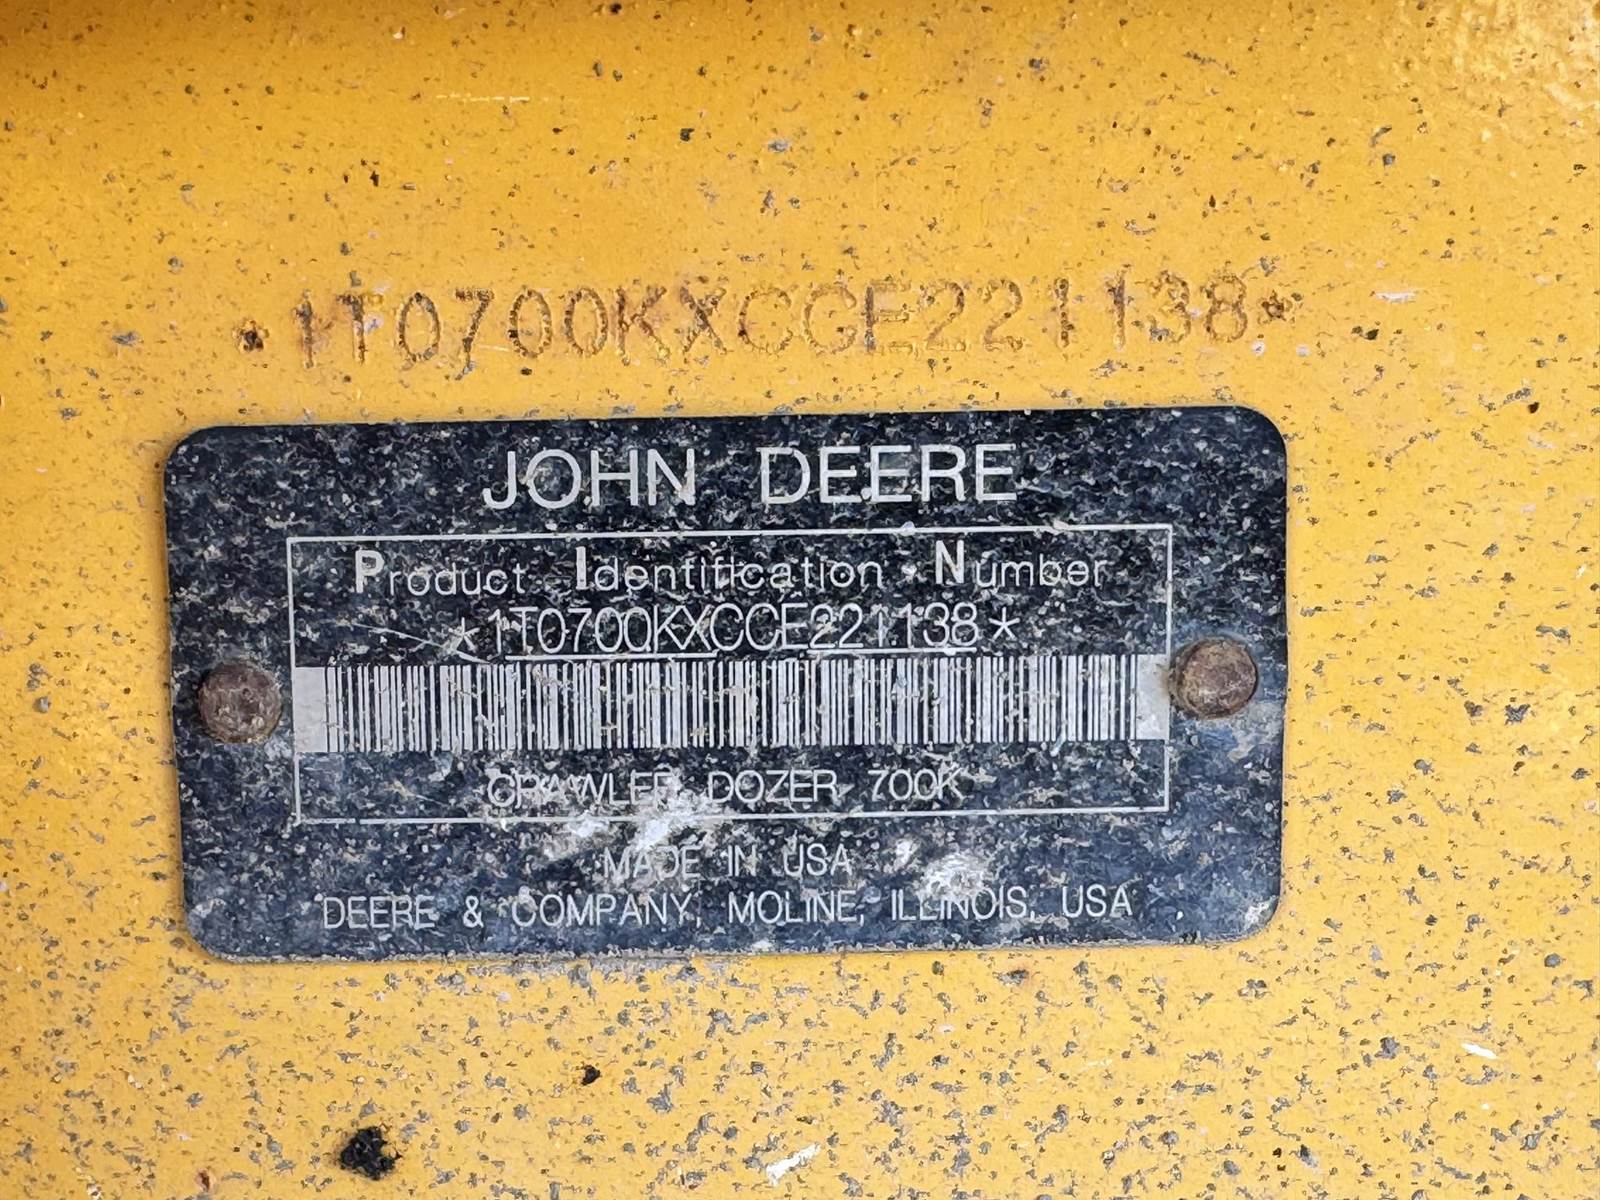 *1T0700KXCCE221138*
JOHN DEERE
Product Identification Number
*1T0700KXCCE221138*
CRAWLER DOZER 700K
MADE IN USA
DEERE & COMPANY, MOLINE, ILLINOIS, USA